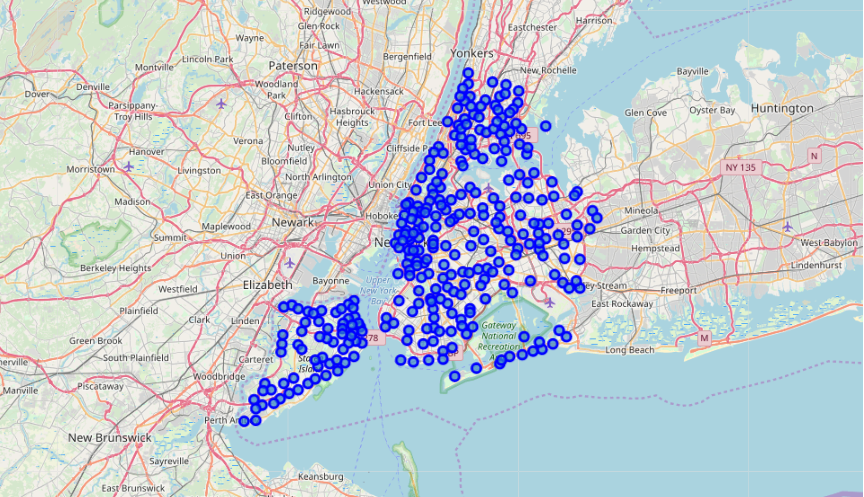 Ridgewood
Westwood
Harrison
Eastchester
Glen Rock
Wayne
Fair Lawn
Yonkers
Lincoln Park
Bergenfield
Montville
Paterson
New Rochelle
Bayville
Dover
Woodland
Park
Hackensack
Parsippany-
Troy Hills
Clifton
Hasbrouck
Heights
Glen Cove
Oyster Bay
Huntington
Fort Lee
Hanover
Verona
Nutley
Cliffside P
NY 135
N
Morristown
Livingston
Bloomfield
North Arlington
Union City
East Orange
Madison
Mineola
Maplewood
Newark
Hoboke
Garden City
Summit
Ne
Hempstead
West Babylon
Union
Berkeley Heights
Lindenhurst
Elizabeth
Bayonne
Upper
New York
Bay
ey Stream
Freeport
Westfield
East Rockaway
Plainfield
Clark
Linden
Green Brook
Gateway
National
Recreation
78
M
Long Beach
South Plainfield
Carteret
Woodbridge
Manville
Piscataway
Perth A
New Brunswick
Sayreville
Keansburg
East Brunswick